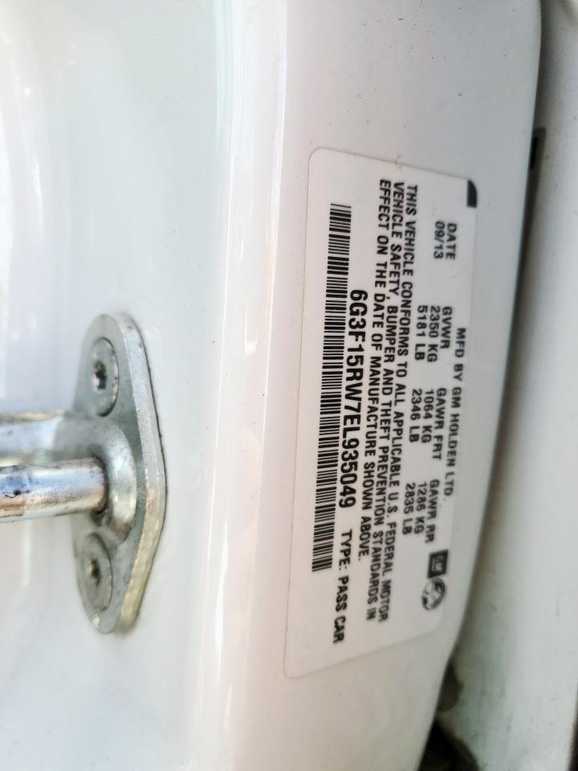 MFD BY GM HOLDEN LTD.
DATE GVWR GAWR FRT GAWR RR
09/13 2350 KG 1064 KG 1286 KG
5181 LB 2346 LB 2835 LB
GM
THIS VEHICLE CONFORMS TO ALL APPLICABLE U.S. FEDERAL MOTOR
VEHICLE SAFETY, BUMPER AND THEFT PREVENTION STANDARDS IN
EFFECT ON THE DATE OF MANUFACTURE SHOWN ABOVE.
6G3F15RW7EL935049 TYPE: PASS CAR